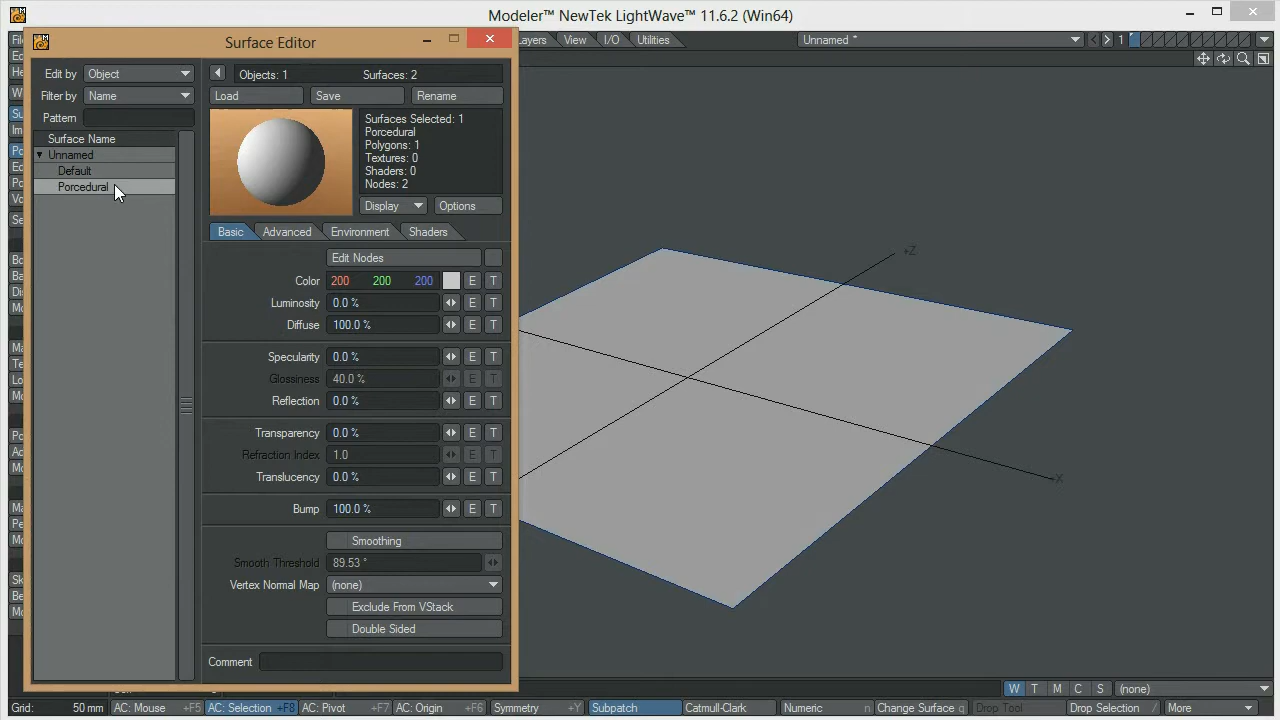 Modeler™ NewTek LightWave™ 11.6.2 (Win64)
Layers View I/O Utilities Unnamed * 1
Surface Editor
Edit by Object
Filter by Name
Pattern
Surface Name
Unnamed
Default
Porcedural
Objects: 1 Surfaces: 2
Load Save Rename
Surfaces Selected: 1
Porcedural
Polygons: 1
Textures: 0
Shaders: 0
Nodes: 2
Display Options
Basic Advanced Environment Shaders
Edit Nodes
Color 200 200 200 E T
Luminosity 0.0 % E T
Diffuse 100.0 % E T
Specularity 0.0 % E T
Glossiness 40.0 % E T
Reflection 0.0 % E T
Transparency 0.0 % E T
Refraction Index 1.0 E T
Translucency 0.0 % E T
Bump 100.0 % E T
Smoothing
Smooth Threshold 89.53 °
Vertex Normal Map (none)
Exclude From VStack
Double Sided
Comment
+Z
W T M C S (none)
Grid: 50 mm AC: Mouse +F5 AC: Selection +F8 AC: Pivot +F7 AC: Origin +F6 Symmetry +Y Subpatch Catmull-Clark Numeric n Change Surface q Drop Tool Drop Selection / More